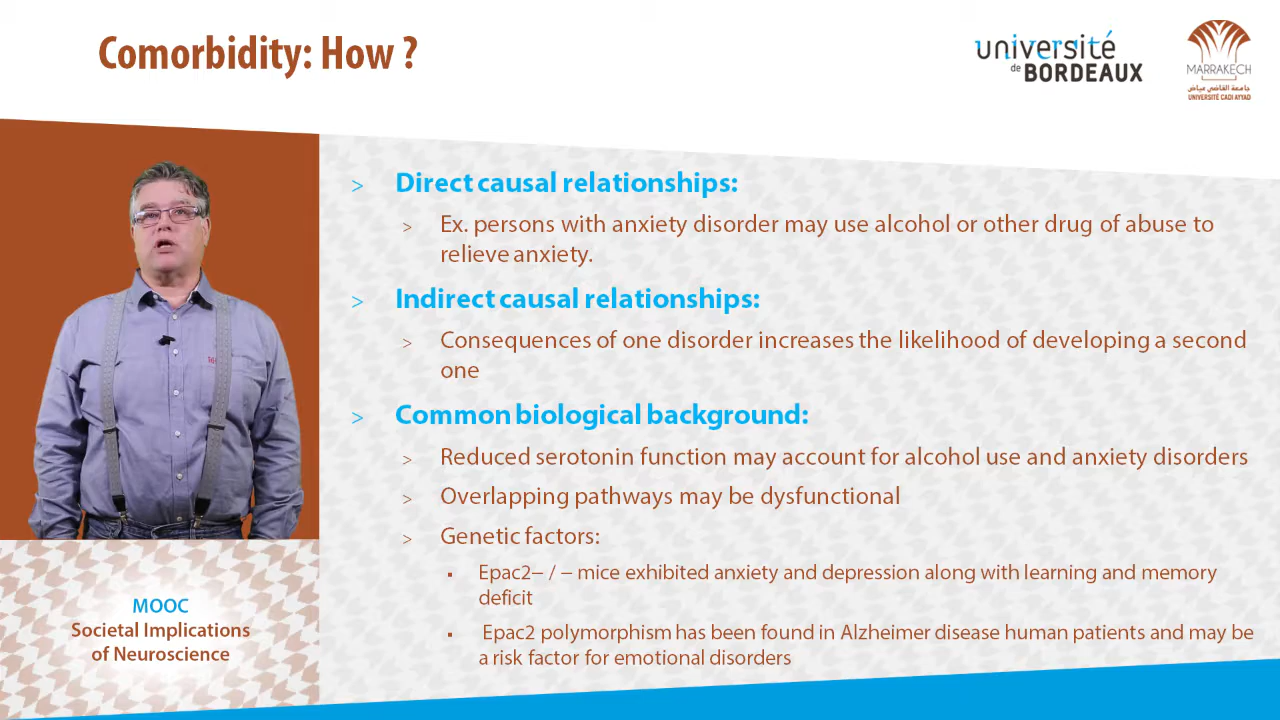 Comorbidity: How ?
université
de BORDEAUX
MARRAKECH
جامعة القاضي عياض
UNIVERSITÉ CADI AYYAD
> Direct causal relationships:
> Ex. persons with anxiety disorder may use alcohol or other drug of abuse to
relieve anxiety.
> Indirect causal relationships:
> Consequences of one disorder increases the likelihood of developing a second
one
> Common biological background:
> Reduced serotonin function may account for alcohol use and anxiety disorders
> Overlapping pathways may be dysfunctional
> Genetic factors:
▪ Epac2− / − mice exhibited anxiety and depression along with learning and memory
deficit
▪ Epac2 polymorphism has been found in Alzheimer disease human patients and may be
a risk factor for emotional disorders
MOOC
Societal Implications
of Neuroscience